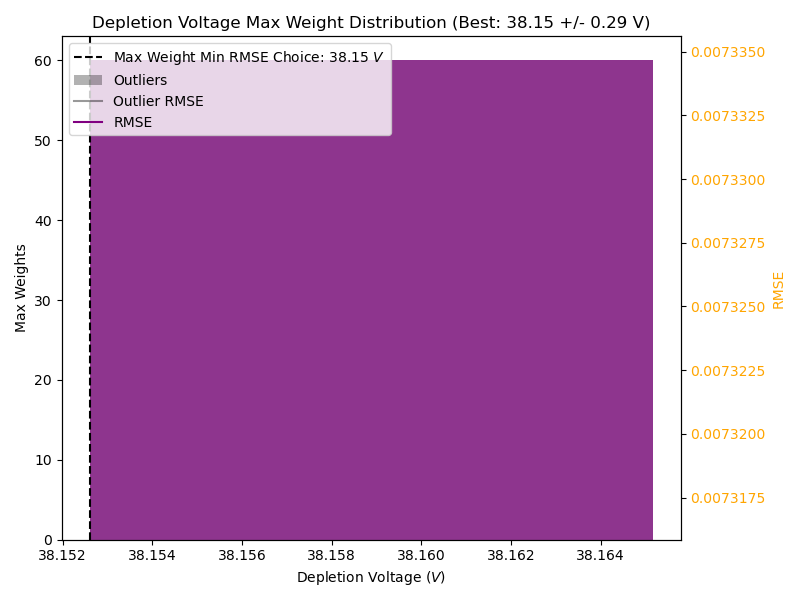 Depletion Voltage Max Weight Distribution (Best: 38.15 +/- 0.29 V)
Max Weight Min RMSE Choice: 38.15 V
Outliers
Outlier RMSE
RMSE
60
50
40
30
20
10
0
Max Weights
38.152 38.154 38.156 38.158 38.160 38.162 38.164
Depletion Voltage (V)
0.0073350
0.0073325
0.0073300
0.0073275
0.0073250
0.0073225
0.0073200
0.0073175
RMSE